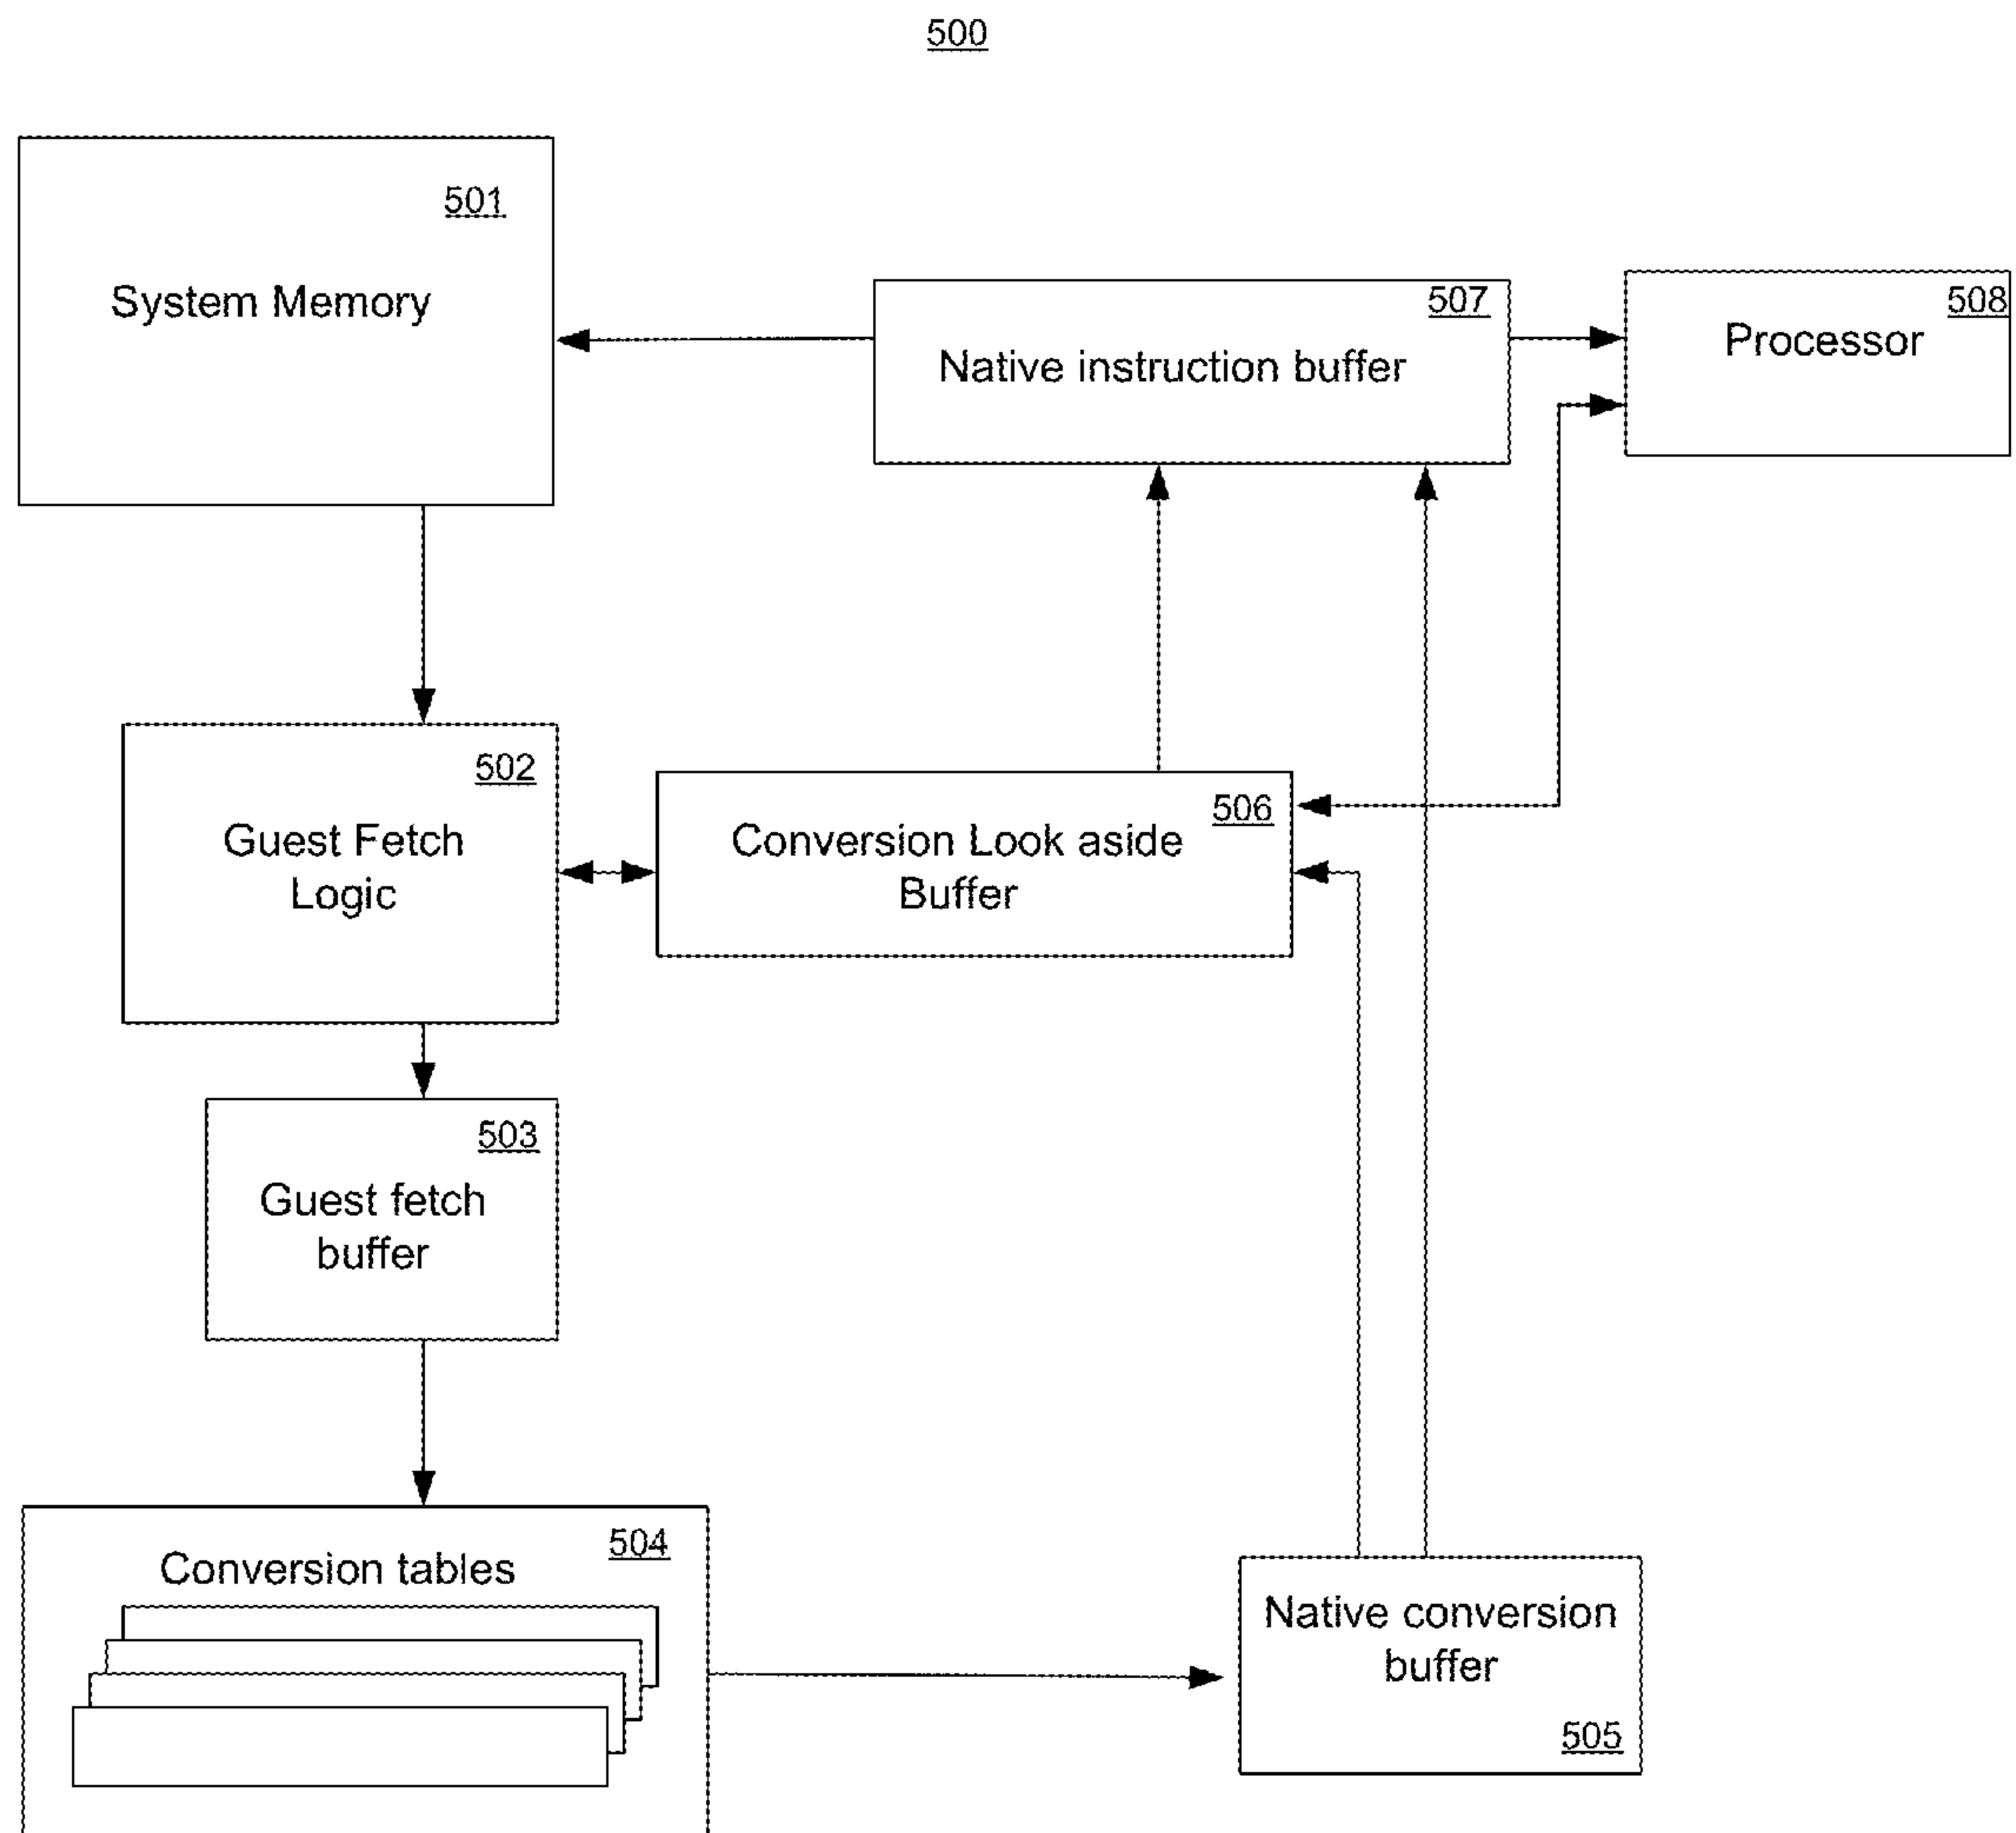 500
501
System Memory
507
Native instruction buffer
508
Processor
502
Guest Fetch
Logic
506
Conversion Look aside
Buffer
503
Guest fetch
buffer
504
Conversion tables
Native conversion
buffer
505